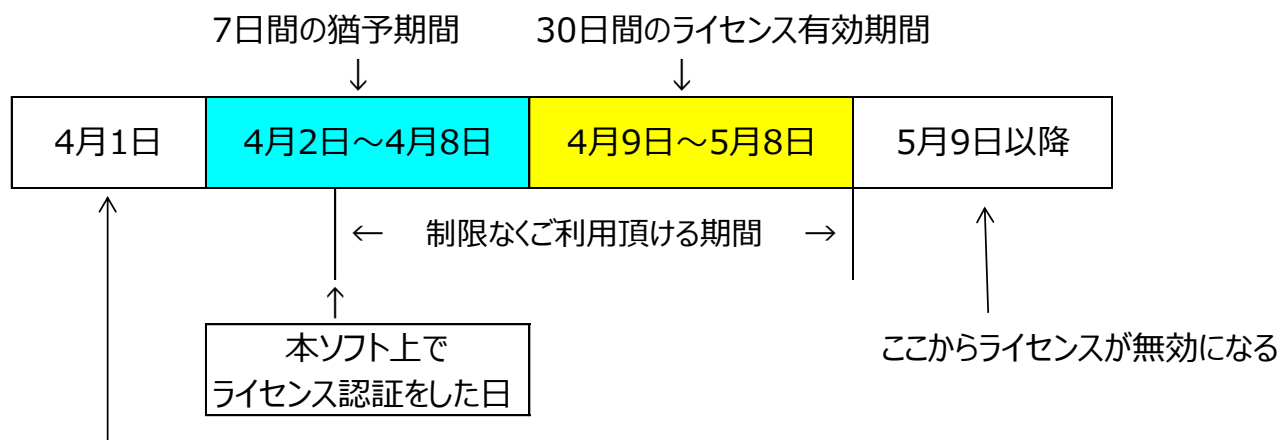 7日間の猶予期間 30日間のライセンス有効期間
↓ ↓
4月1日 4月2日~4月8日 4月9日~5月8日 5月9日以降
← 制限なくご利用頂ける期間 →
本ソフト上で
ライセンス認証をした日
ここからライセンスが無効になる